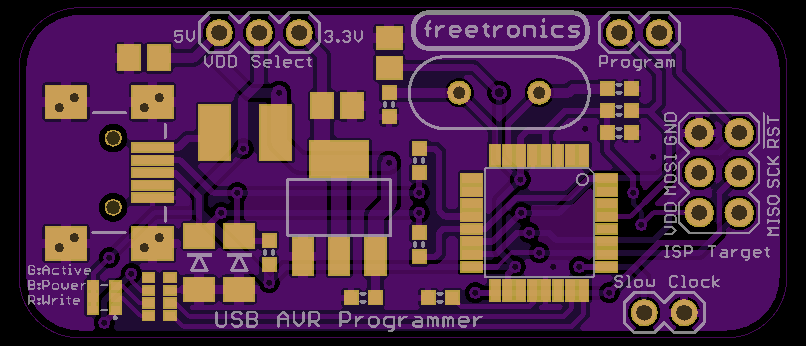 5V
3.3V
VDD Select
freetronics
Program
VDD MOSI GND
MISO SCK RST
ISP Target
Slow Clock
G:Active
B:Power
R:Write
USB AVR Programmer